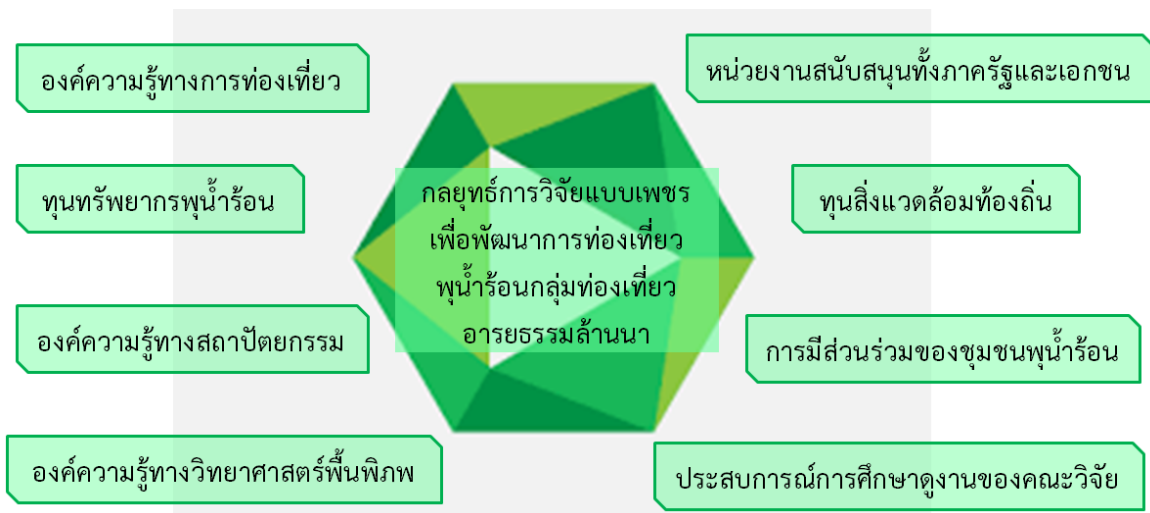 องค์ความรู้ทางการท่องเที่ยว
หน่วยงานสนับสนุนทั้งภาครัฐและเอกชน
ทุนทรัพยากรพุน้ำร้อน
กลยุทธ์การวิจัยแบบเพชร
เพื่อพัฒนาการท่องเที่ยว
พุน้ำร้อนกลุ่มท่องเที่ยว
อารยธรรมล้านนา
ทุนสิ่งแวดล้อมท้องถิ่น
องค์ความรู้ทางสถาปัตยกรรม
การมีส่วนร่วมของชุมชนพุน้ำร้อน
องค์ความรู้ทางวิทยาศาสตร์พื้นพิภพ
ประสบการณ์การศึกษาดูงานของคณะวิจัย